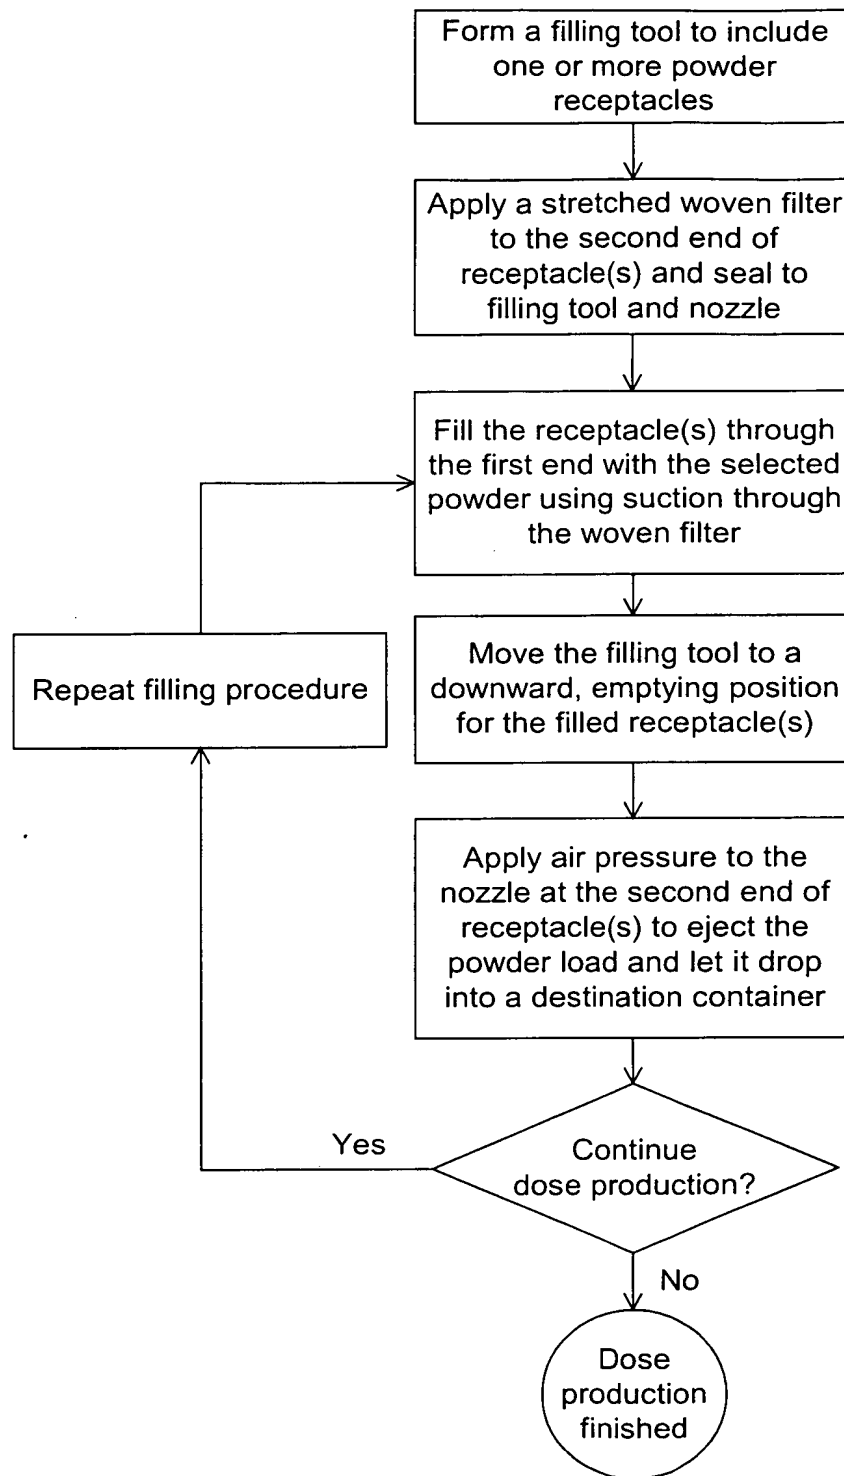 Form a filling tool to include
one or more powder
receptacles
Apply a stretched woven filter
to the second end of
receptacle(s) and seal to
filling tool and nozzle
Fill the receptacle(s) through
the first end with the selected
powder using suction through
the woven filter
Repeat filling procedure
Move the filling tool to a
downward, emptying position
for the filled receptacle(s)
Apply air pressure to the
nozzle at the second end of
receptacle(s) to eject the
powder load and let it drop
into a destination container
Yes
Continue
dose production?
No
Dose
production
finished